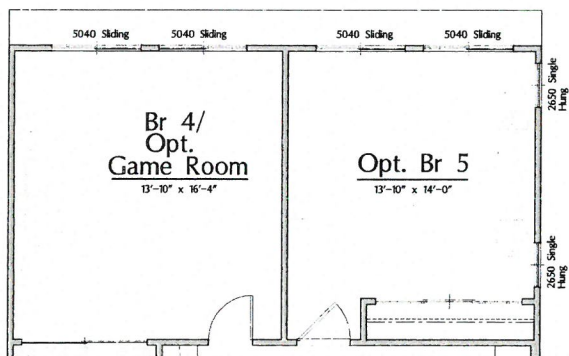 5040 Sliding
5040 Sliding
5040 Sliding
5040 Sliding
2650 Single
Hung
Br 4/
Opt.
Game Room
13'-10" x 16'-4"
Opt. Br 5
13'-10" x 14'-0"
2650 Single
Hung